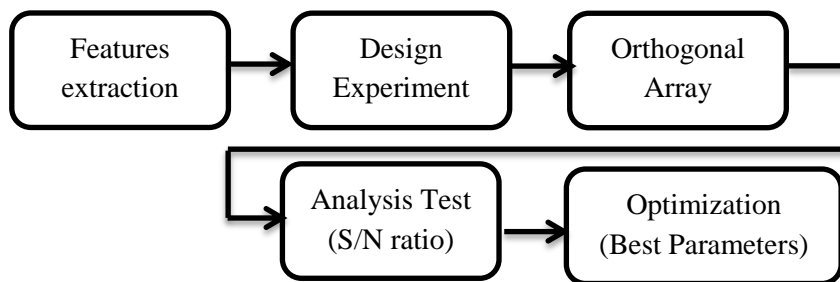 Features
extraction
Design
Experiment
Orthogonal
Array
Analysis Test
(S/N ratio)
Optimization
(Best Parameters)